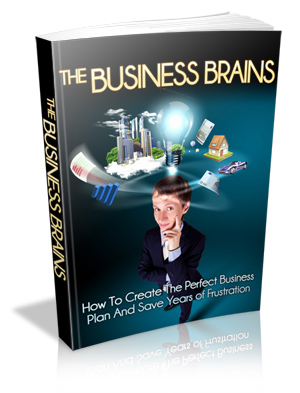 THE BUSINESS BRAINS
THE BUSINESS BRAINS
How To Create The Perfect Business
Plan And Save Years of Frustration